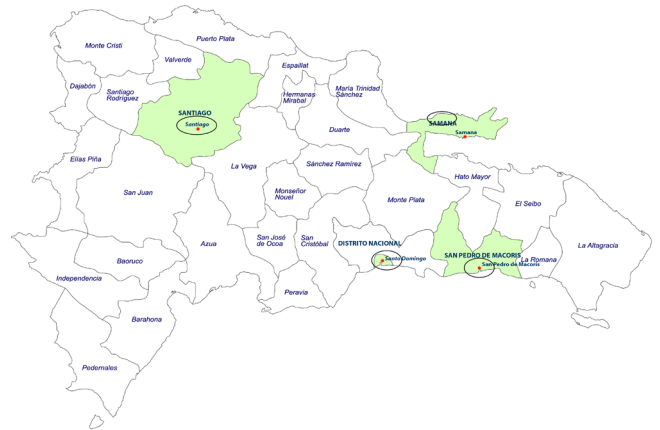 Puerto Plata
Monte Cristi
Valverde
Espaillat
Dajabón
Santiago
Rodríguez
Hermanas
Mirabal
María Trinidad
Sánchez
SANTIAGO
Santiago
SAMANA
Samana
Duarte
Elías Piña
La Vega
Sánchez Ramírez
Hato Mayor
San Juan
Monseñor
Nouel
Monte Plata
El Seibo
Azua
San José
de Ocoa
San
Cristóbal
DISTRITO NACIONAL
Santo Domingo
SAN PEDRO DE MACORIS
San Pedro de Macoris
La Romana
La Altagracia
Baoruco
Independencia
Peravia
Barahona
Pedernales